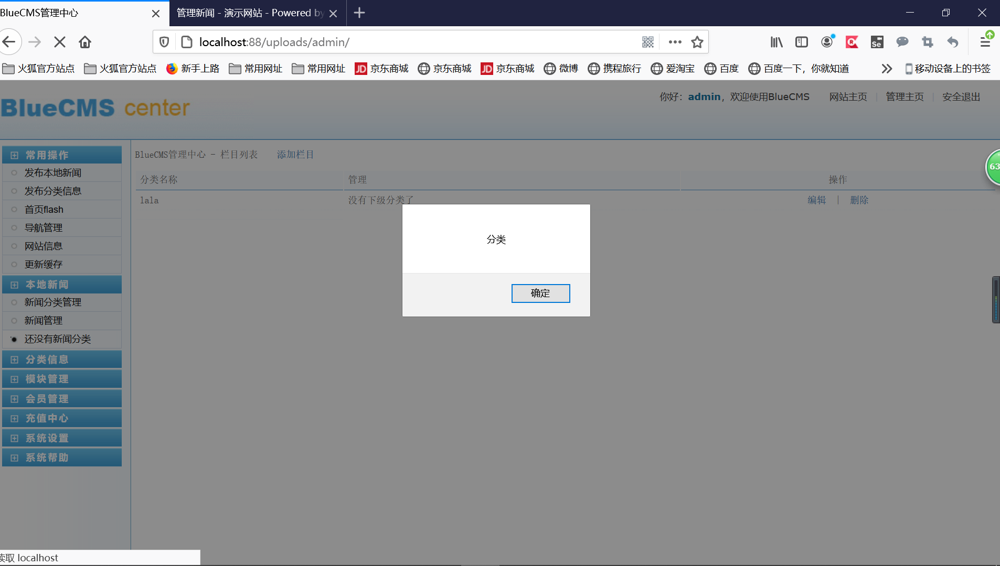 BlueCMS管理中心
管理新闻 - 演示网站 - Powered by
localhost:88/uploads/admin/
火狐官方站点 火狐官方站点 新手上路 常用网址 常用网址 JD 京东商城 京东商城 JD 京东商城 微博 携程旅行 爱淘宝 百度 百度一下，你就知道 移动设备上的书签
BlueCMS center
你好：admin，欢迎使用BlueCMS 网站主页 | 管理主页 | 安全退出
常用操作
发布本地新闻
发布分类信息
首页flash
导航管理
网站信息
更新缓存
本地新闻
新闻分类管理
新闻管理
还没有新闻分类
分类信息
模块管理
会员管理
充值中心
系统设置
系统帮助
BlueCMS管理中心 - 栏目列表 添加栏目
分类名称 管理 操作
lala 没有下级分类了 编辑 | 删除
分类
确定
63
读取 localhost